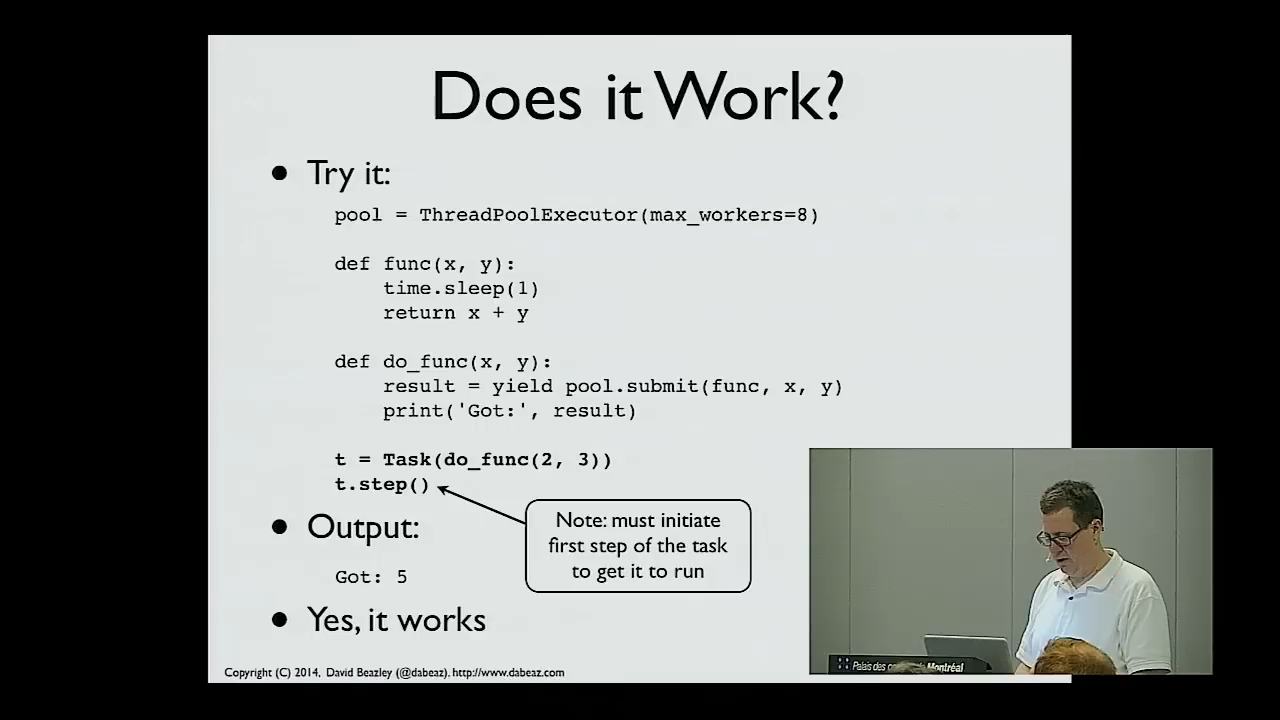 Does it Work?
• Try it:
pool = ThreadPoolExecutor(max_workers=8)
def func(x, y):
time.sleep(1)
return x + y
def do_func(x, y):
result = yield pool.submit(func, x, y)
print('Got:', result)
t = Task(do_func(2, 3))
t.step()
Note: must initiate
first step of the task
to get it to run
• Output:
Got: 5
• Yes, it works
Copyright (C) 2014, David Beazley (@dabeaz). http://www.dabeaz.com
Palais des Montréal